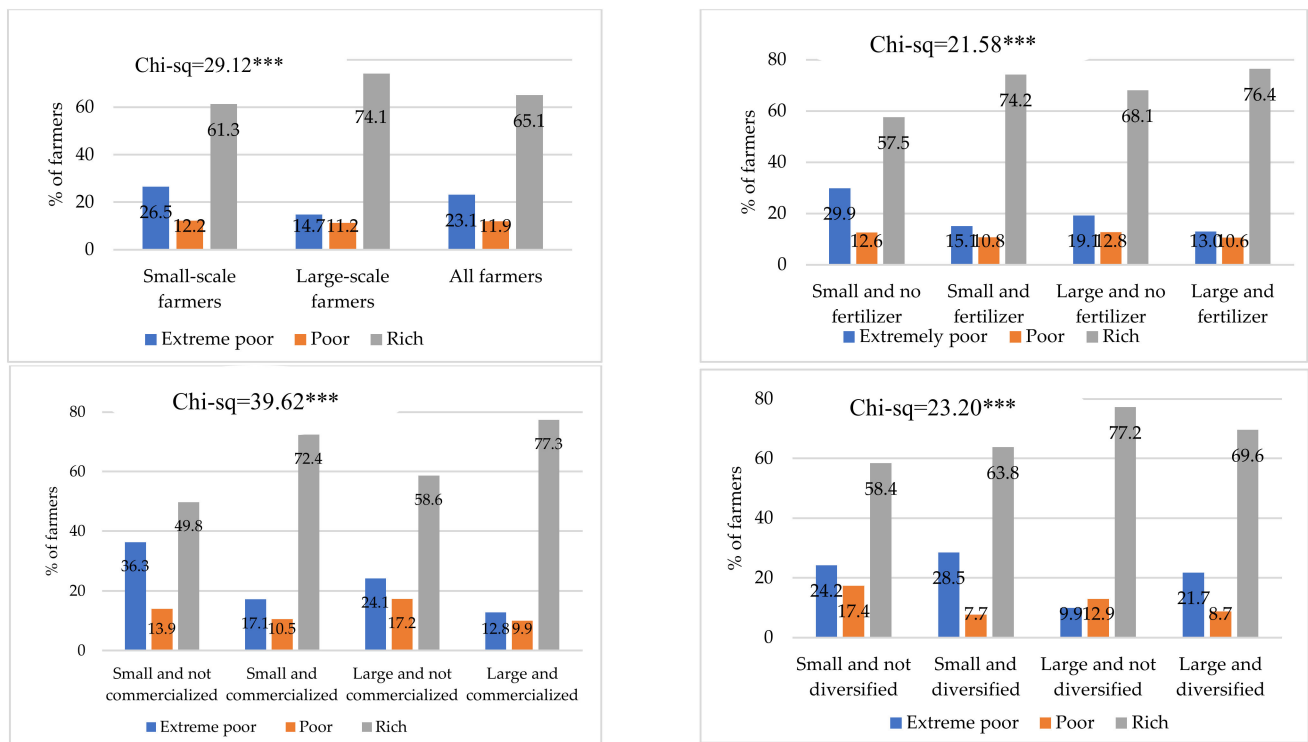 Chi-sq=29.12***
% of farmers
60
40
20
0
61.3
74.1
65.1
26.5
12.2
14.7
11.2
23.1
11.9
Small-scale farmers
Large-scale farmers
All farmers
Extreme poor
Poor
Rich
Chi-sq=21.58***
% of farmers
80
60
40
20
0
57.5
74.2
68.1
76.4
29.9
12.6
15.1
10.8
19.1
12.8
13.0
10.6
Small and no fertilizer
Small and fertilizer
Large and no fertilizer
Large and fertilizer
Extremely poor
Poor
Rich
Chi-sq=39.62***
% of farmers
80
60
40
20
0
36.3
13.9
49.8
17.1
10.5
72.4
24.1
17.2
58.6
12.8
9.9
77.3
Small and not commercialized
Small and commercialized
Large and not commercialized
Large and commercialized
Extreme poor
Poor
Rich
Chi-sq=23.20***
% of farmers
80
60
40
20
0
24.2
17.4
58.4
28.5
7.7
63.8
9.9
12.9
77.2
21.7
8.7
69.6
Small and not diversified
Small and diversified
Large and not diversified
Large and diversified
Extreme poor
Poor
Rich